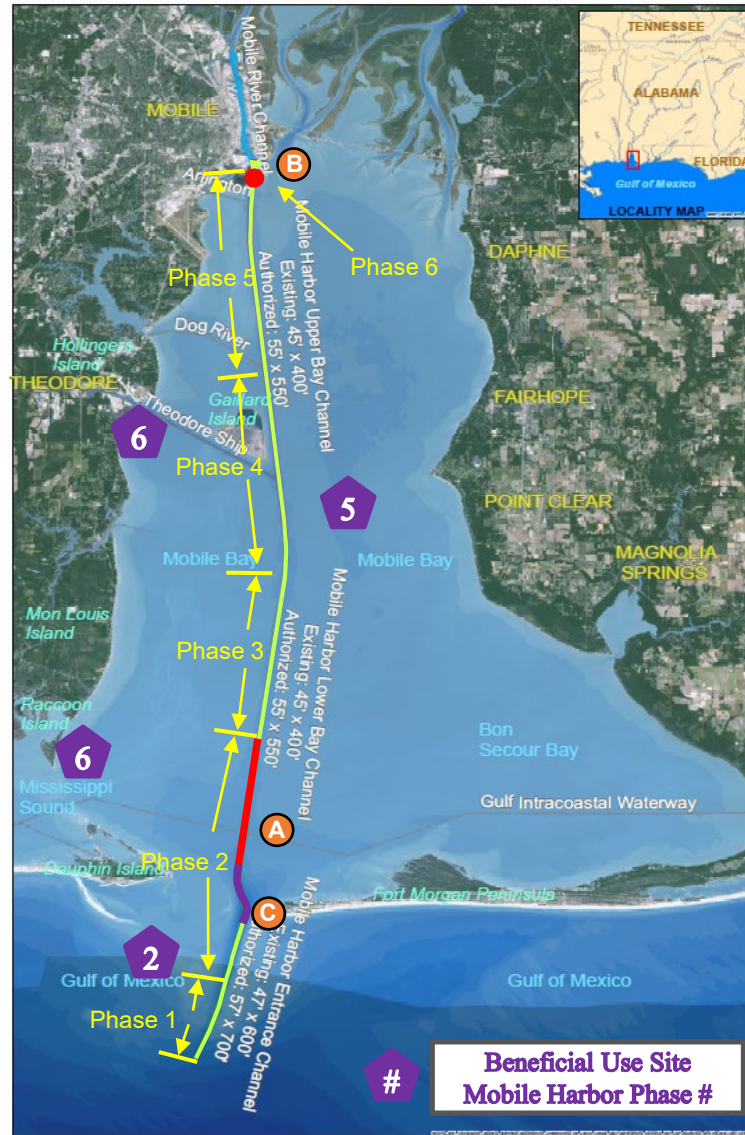 TENNESSEE
ALABAMA
FLORIDA
Gulf of Mexico
LOCALITY MAP
Mobile River Channel
MOBILE
B
Arlington
Phase 6
Phase 5
Mobile Harbor Upper Bay Channel
Existing: 45' x 400'
Authorized: 55' x 550'
DAPHNE
Dog River
Hollingers
Island
THEODORE
Gaillard
Island
Theodore Ship
FAIRHOPE
6
Phase 4
5
POINT CLEAR
Mobile Bay
Mobile Bay
MAGNOLIA
SPRINGS
Mobile Harbor Lower Bay Channel
Existing: 45' x 400'
Authorized: 55' x 550'
Mon Louis
Island
Phase 3
Raccoon
Island
6
Bon
Secour Bay
Mississippi
Sound
Gulf Intracoastal Waterway
A
Phase 2
Dauphin Island
Fort Morgan Peninsula
C
Mobile Harbor Entrance Channel
Existing: 47' x 600'
uthorized: 57' x 700'
2
Gulf of Mexico
Gulf of Mexico
Phase 1
#
Beneficial Use Site
Mobile Harbor Phase #